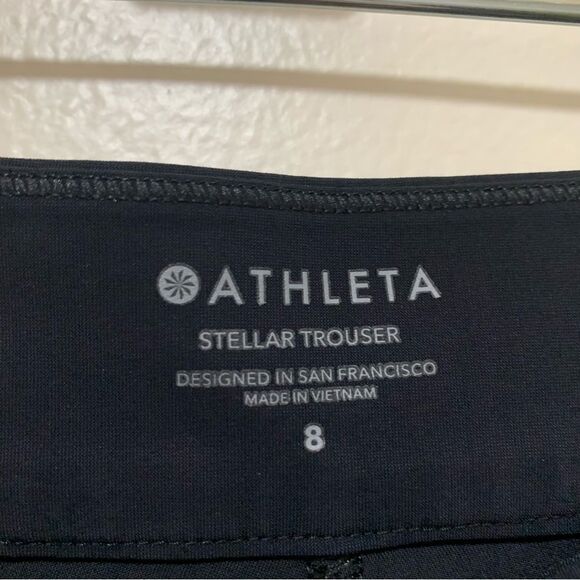 ATHLETA
STELLAR TROUSER
DESIGNED IN SAN FRANCISCO
MADE IN VIETNAM
8